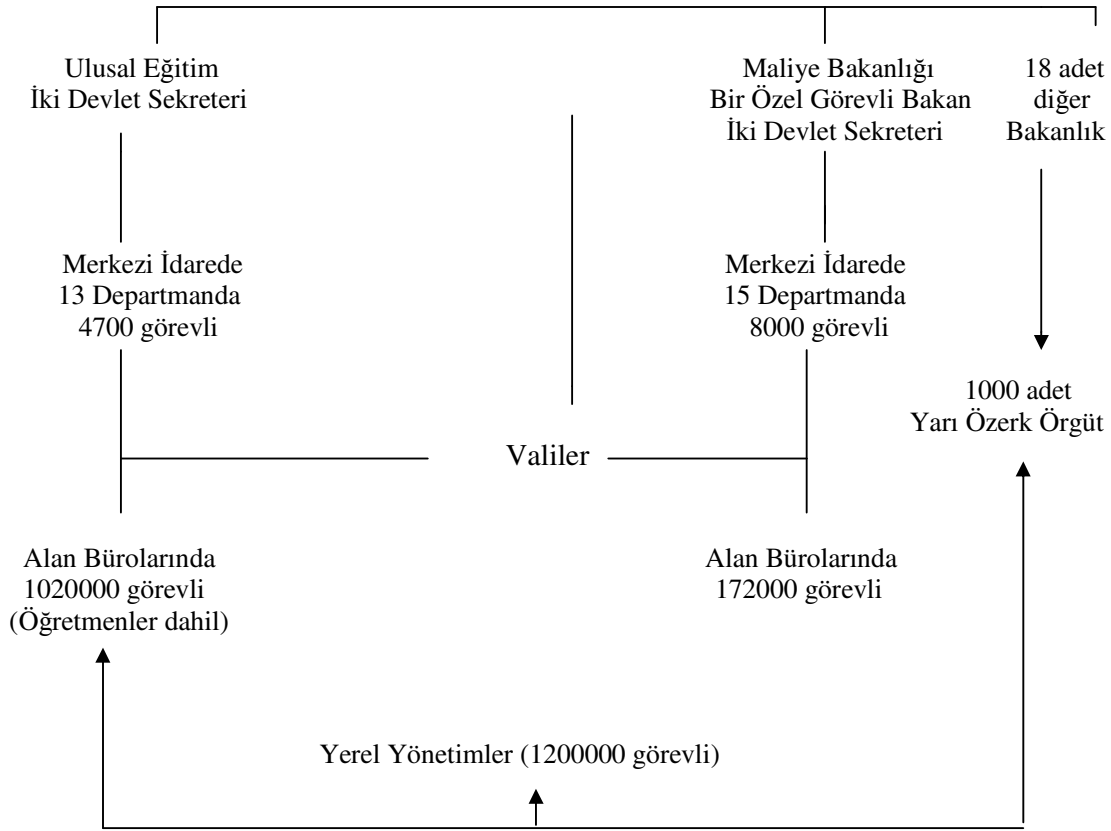 Ulusal Eğitim
İki Devlet Sekreteri
Maliye Bakanlığı
Bir Özel Görevli Bakan
İki Devlet Sekreteri
18 adet
diğer
Bakanlık
Merkezi İdarede
13 Departmanda
4700 görevli
Merkezi İdarede
15 Departmanda
8000 görevli
1000 adet
Yarı Özerk Örgüt
Valiler
Alan Bürolarında
1020000 görevli
(Öğretmenler dahil)
Alan Bürolarında
172000 görevli
Yerel Yönetimler (1200000 görevli)